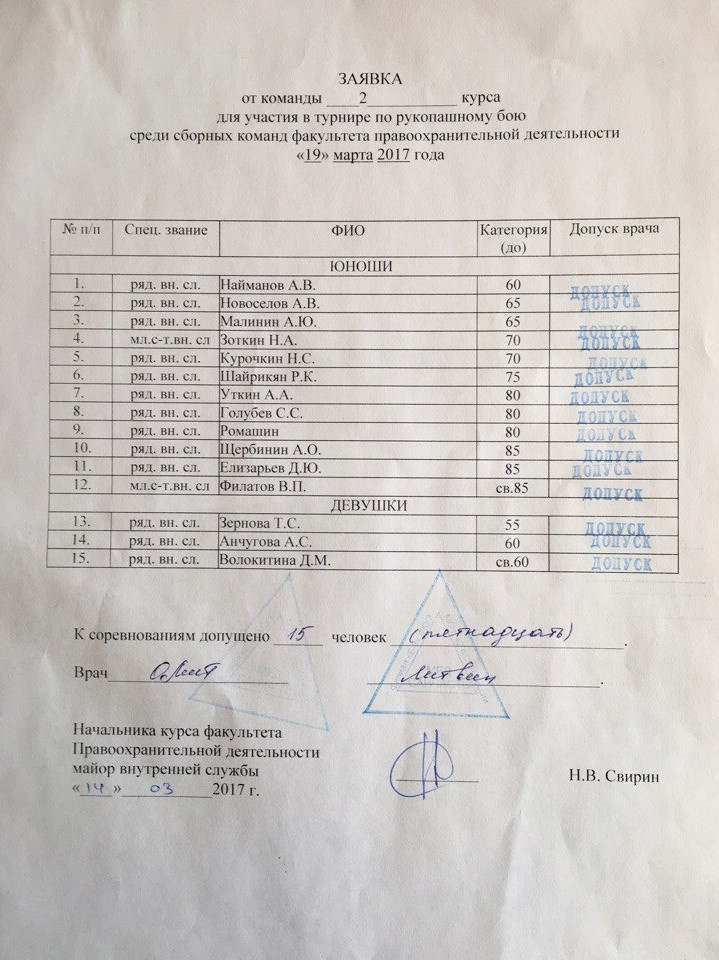 ЗАЯВКА
от команды ____2___________ курса
для участия в турнире по рукопашному бою
среди сборных команд факультета правоохранительной деятельности
«19» марта 2017 года
№ п/п Спец. звание ФИО Категория (до) Допуск врача
ЮНОШИ
1. ряд. вн. сл. Найманов А.В. 60 ДОПУСК
2. ряд. вн. сл. Новоселов А.В. 65 ДОПУСК
3. ряд. вн. сл. Малинин А.Ю. 65 ДОПУСК
4. мл.с-т.вн. сл Зоткин Н.А. 70 ДОПУСК
5. ряд. вн. сл. Курочкин Н.С. 70 ДОПУСК
6. ряд. вн. сл. Шайрикян Р.К. 75 ДОПУСК
7. ряд. вн. сл. Уткин А.А. 80 ДОПУСК
8. ряд. вн. сл. Голубев С.С. 80 ДОПУСК
9. ряд. вн. сл. Ромашин 80 ДОПУСК
10. ряд. вн. сл. Щербинин А.О. 85 ДОПУСК
11. ряд. вн. сл. Елизарьев Д.Ю. 85 ДОПУСК
12. мл.с-т.вн. сл Филатов В.П. св.85 ДОПУСК
ДЕВУШКИ
13. ряд. вн. сл. Зернова Т.С. 55 ДОПУСК
14. ряд. вн. сл. Анчугова А.С. 60 ДОПУСК
15. ряд. вн. сл. Волокитина Д.М. св.60 ДОПУСК
К соревнованиям допущено 15 человек (пятнадцать).
Врач Литвин.
Начальника курса факультета
Правоохранительной деятельности
майор внутренней службы Н.В. Свирин
«14» 03 2017 г.